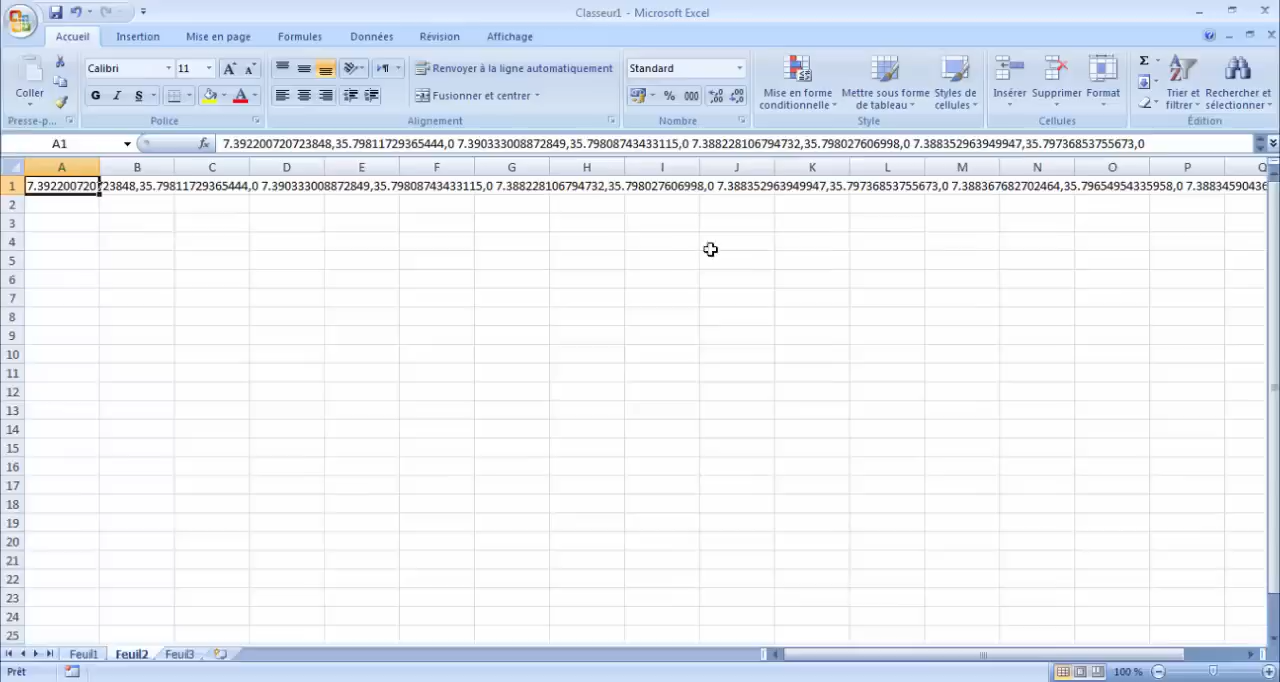 Classeur1 - Microsoft Excel
Accueil Insertion Mise en page Formules Données Révision Affichage
Coller
Presse-p...
Calibri 11 A A
G I S A
Police
Renvoyer à la ligne automatiquement
Fusionner et centrer
Alignement
Standard
% 000
Nombre
Mise en forme conditionnelle
Mettre sous forme de tableau
Styles de cellules
Style
Insérer Supprimer Format
Cellules
Σ
Trier et filtrer
Rechercher et sélectionner
Édition
A1 fx 7.392200720723848,35.79811729365444,0 7.390333008872849,35.79808743433115,0 7.388228106794732,35.798027606998,0 7.388352963949947,35.79736853755673,0
A B C D E F G H I J K L M N O P Q
1 7.392200720723848,35.79811729365444,0 7.390333008872849,35.79808743433115,0 7.388228106794732,35.798027606998,0 7.388352963949947,35.79736853755673,0 7.388367682702464,35.79654954335958,0 7.38834590436
2
3
4
5
6
7
8
9
10
11
12
13
14
15
16
17
18
19
20
21
22
23
24
25
Feuil1 Feuil2 Feuil3
Prêt 100 %